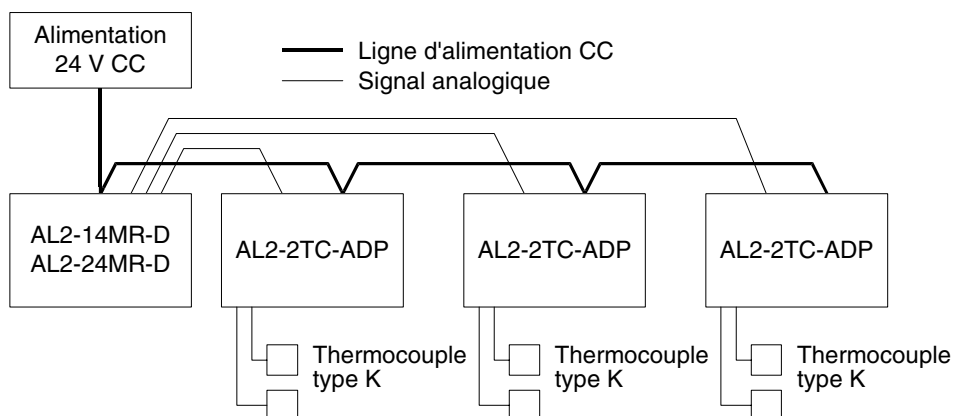 Alimentation
24 V CC
Ligne d'alimentation CC
Signal analogique
AL2-14MR-D
AL2-24MR-D
AL2-2TC-ADP
AL2-2TC-ADP
AL2-2TC-ADP
Thermocouple
type K
Thermocouple
type K
Thermocouple
type K